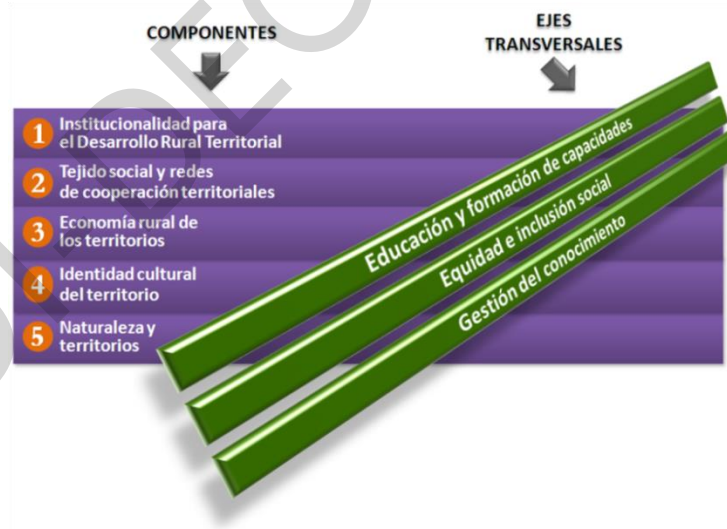 COMPONENTES
EJES
TRANSVERSALES
1 Institucionalidad para
el Desarrollo Rural Territorial
2 Tejido social y redes
de cooperación territoriales
3 Economía rural de
los territorios
4 Identidad cultural
del territorio
5 Naturaleza y
territorios
Educación y formación de capacidades
Equidad e inclusión social
Gestión del conocimiento